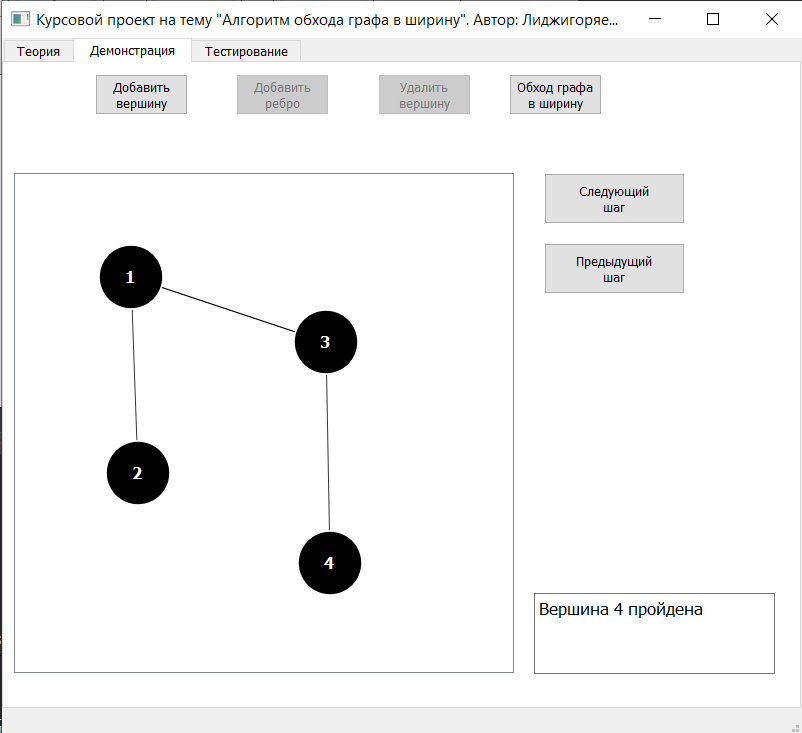 Курсовой проект на тему "Алгоритм обхода графа в ширину". Автор: Лиджигоряе...
Теория
Демонстрация
Тестирование
Добавить
вершину
Добавить
ребро
Удалить
вершину
Обход графа
в ширину
Следующий
шаг
Предыдущий
шаг
1
3
2
4
Вершина 4 пройдена